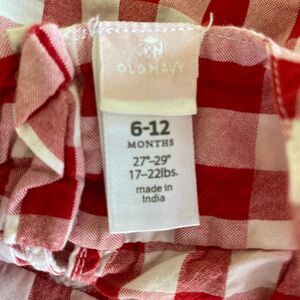 OLD NAVY
6-12
MONTHS
27"-29"
17-22lbs.
made in
India